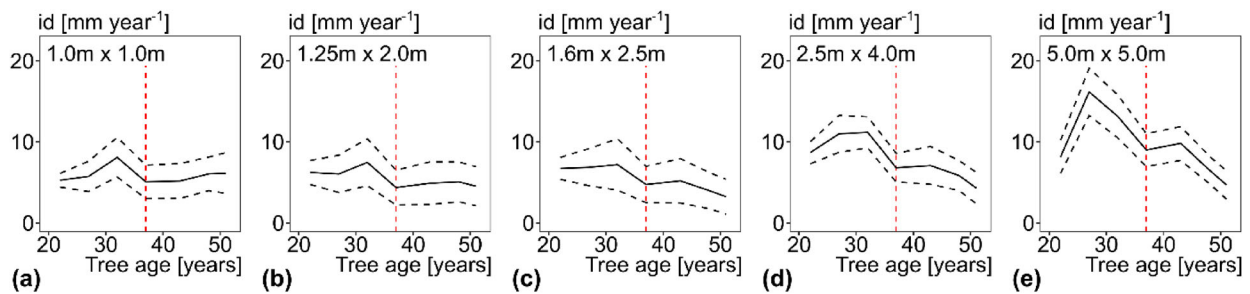 id [mm year⁻¹] id [mm year⁻¹] id [mm year⁻¹] id [mm year⁻¹] id [mm year⁻¹]
1.0m x 1.0m 1.25m x 2.0m 1.6m x 2.5m 2.5m x 4.0m 5.0m x 5.0m
20 20 20 20 20
10 10 10 10 10
0 0 0 0 0
20 30 40 50 20 30 40 50 20 30 40 50 20 30 40 50 20 30 40 50
(a) Tree age [years] (b) Tree age [years] (c) Tree age [years] (d) Tree age [years] (e) Tree age [years]